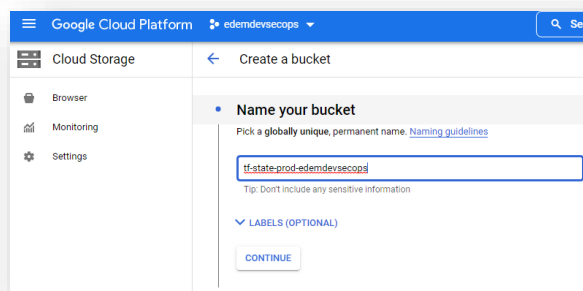 Google Cloud Platform
edemdevsecops
Se
Cloud Storage
Create a bucket
Browser
Monitoring
Settings
Name your bucket
Pick a globally unique, permanent name. Naming guidelines
tf-state-prod-edemdevsecops
Tip: Don't include any sensitive information
LABELS (OPTIONAL)
CONTINUE